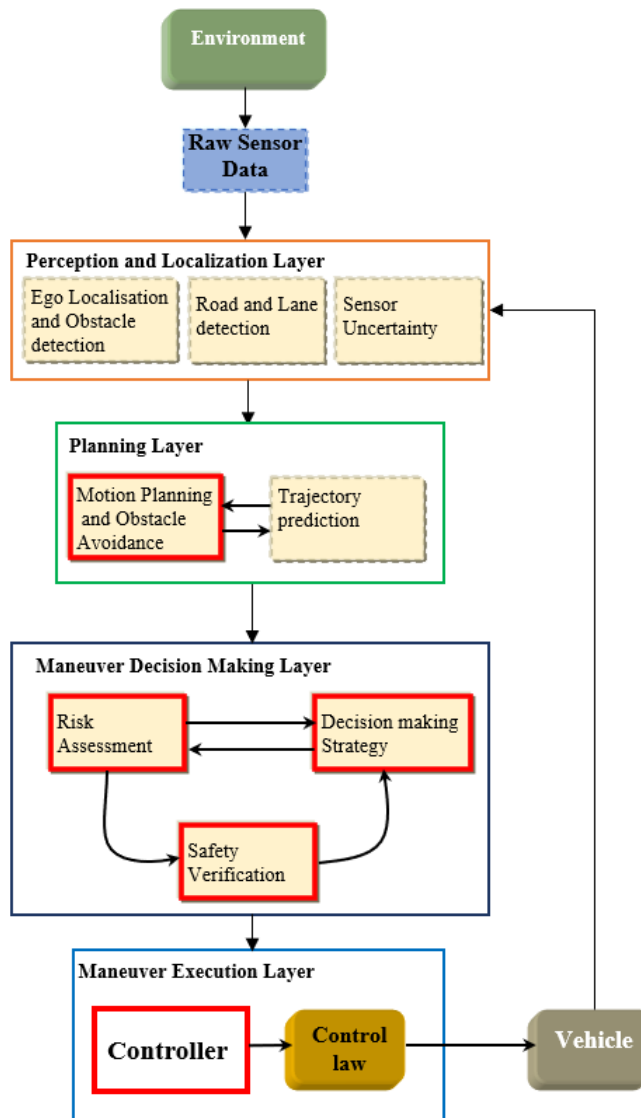 Environment
Raw Sensor
Data
Perception and Localization Layer
Ego Localisation
and Obstacle
detection
Road and Lane
detection
Sensor
Uncertainty
Planning Layer
Motion Planning
and Obstacle
Avoidance
Trajectory
prediction
Maneuver Decision Making Layer
Risk
Assessment
Decision making
Strategy
Safety
Verification
Maneuver Execution Layer
Controller
Control
law
Vehicle